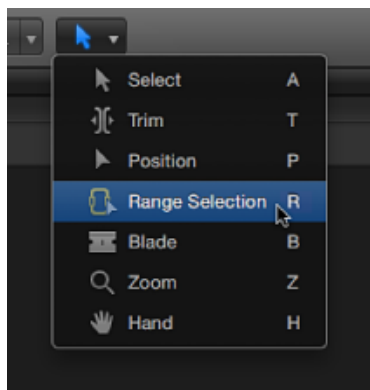 Select A
Trim T
Position P
Range Selection R
Blade B
Zoom Z
Hand H